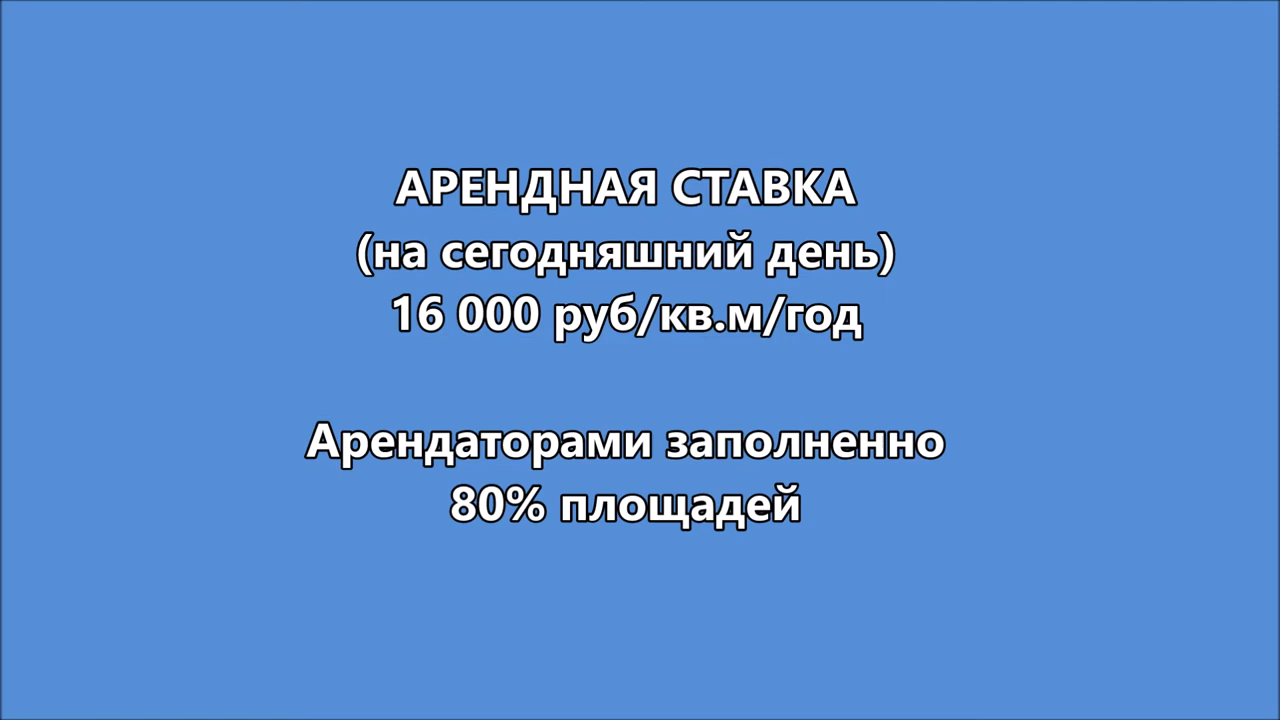 АРЕНДНАЯ СТАВКА
(на сегодняшний день)
16 000 руб/кв.м/год
Арендаторами заполненно
80% площадей